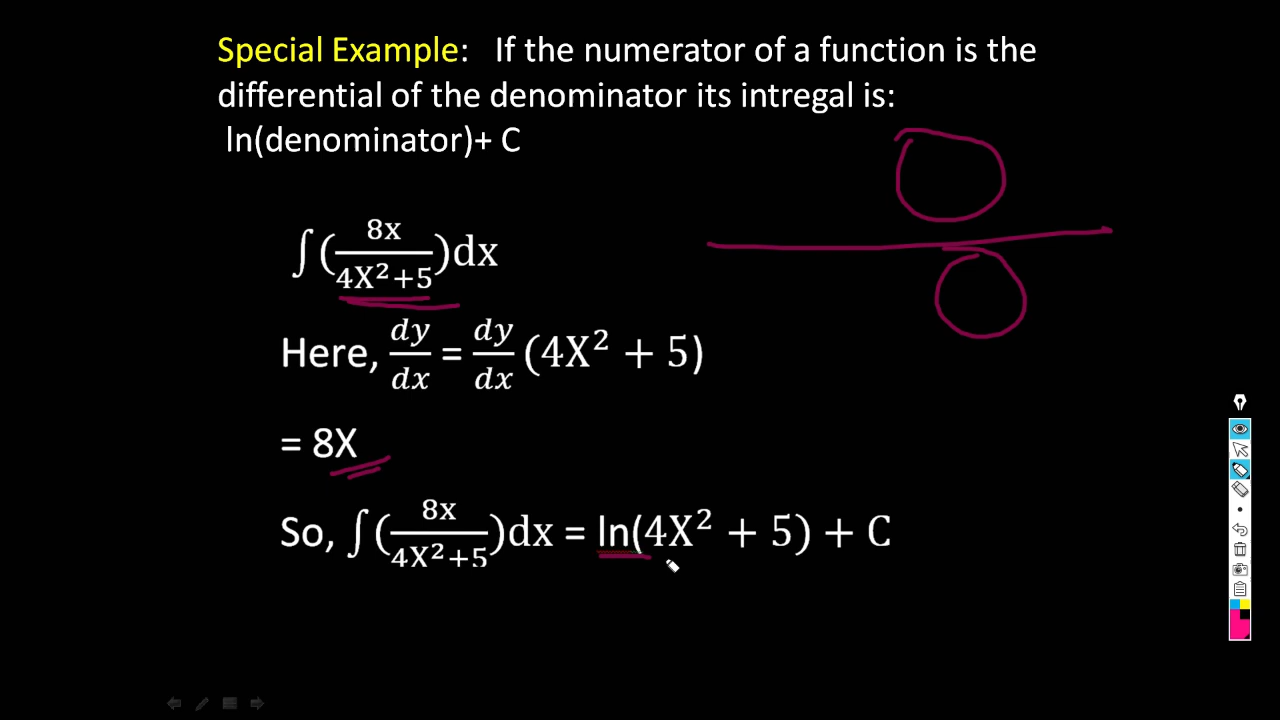 Special Example: If the numerator of a function is the
differential of the denominator its intregal is:
ln(denominator)+ C
∫(8x/4X²+5)dx
Here, dy/dx = dy/dx (4X² + 5)
= 8X
So, ∫(8x/4X²+5)dx = ln(4X² + 5) + C